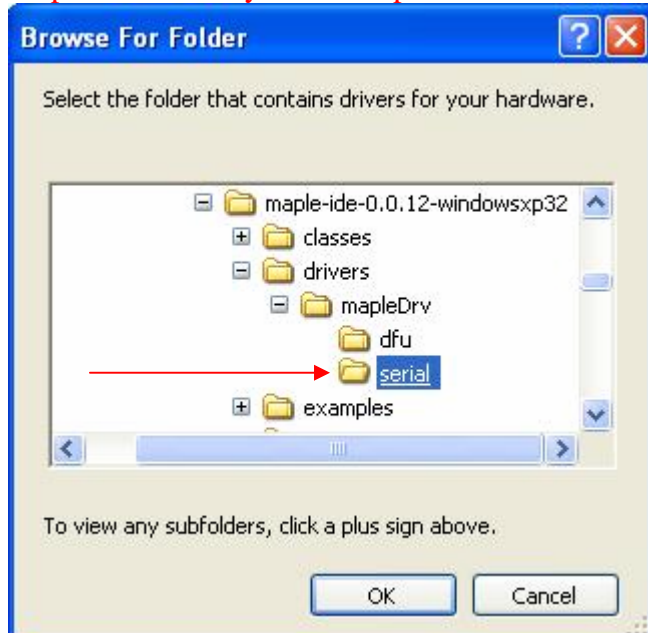 Browse For Folder
Select the folder that contains drivers for your hardware.
maple-ide-0.0.12-windowsxp32
classes
drivers
mapleDrv
dfu
serial
examples
To view any subfolders, click a plus sign above.
OK Cancel